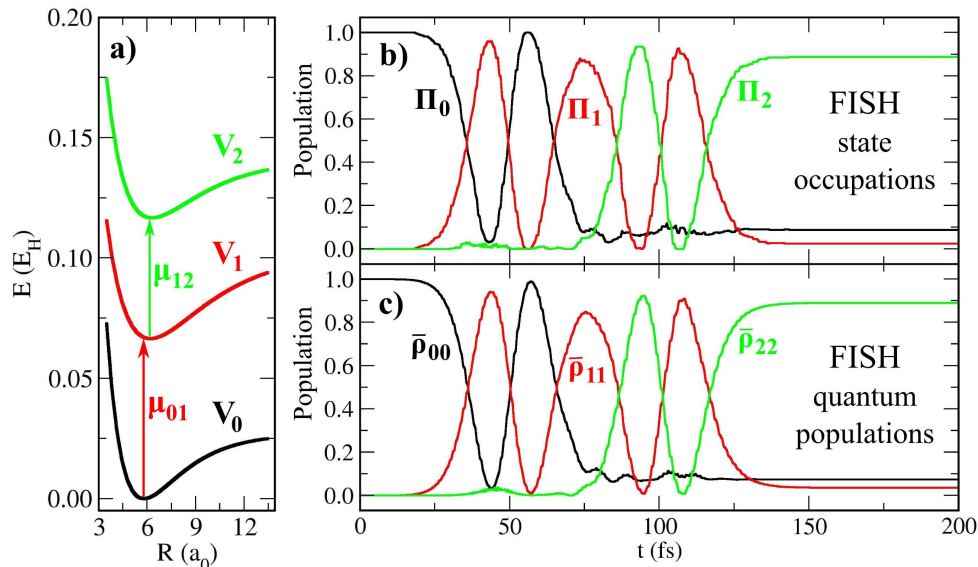 a)
E (E_H)
0.20
0.15
0.10
0.05
0.00
V₂
μ₁₂
V₁
μ₀₁
V₀
3 6 9 12
R (a₀)
b)
Population
1.0
0.8
0.6
0.4
0.2
0.0
Π₀
Π₁
Π₂
FISH
state
occupations
c)
Population
1.0
0.8
0.6
0.4
0.2
0.0
ρ̄₀₀
ρ̄₁₁
ρ̄₂₂
FISH
quantum
populations
0 50 100 150 200
t (fs)